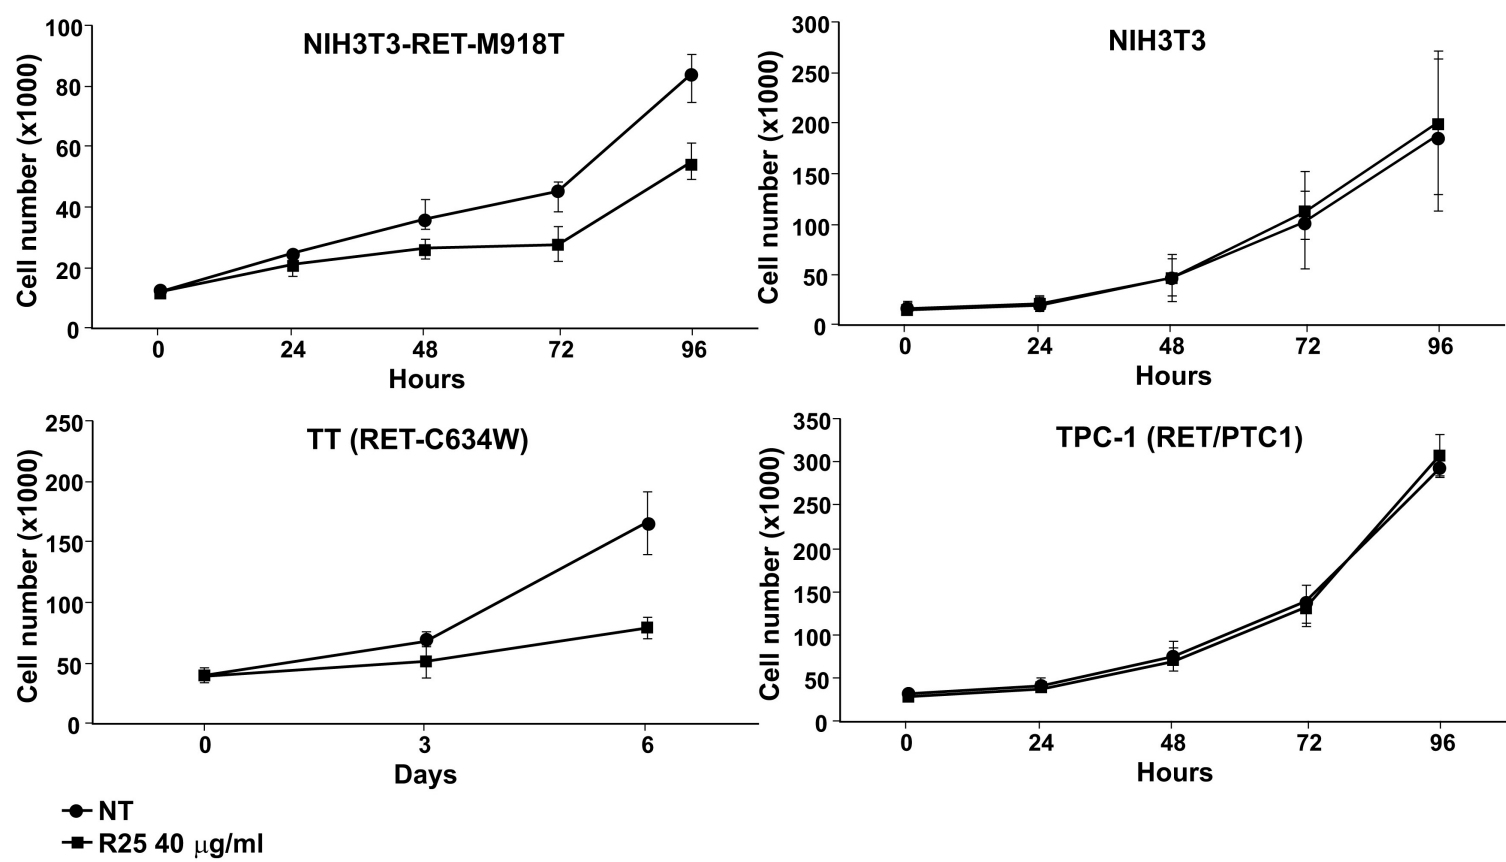 NIH3T3-RET-M918T
Cell number (x1000)
100
80
60
40
20
0
0 24 48 72 96
Hours
NIH3T3
Cell number (x1000)
300
250
200
150
100
50
0
0 24 48 72 96
Hours
TT (RET-C634W)
Cell number (x1000)
250
200
150
100
50
0
0 3 6
Days
TPC-1 (RET/PTC1)
Cell number (x1000)
350
300
250
200
150
100
50
0
0 24 48 72 96
Hours
NT
R25 40 μg/ml